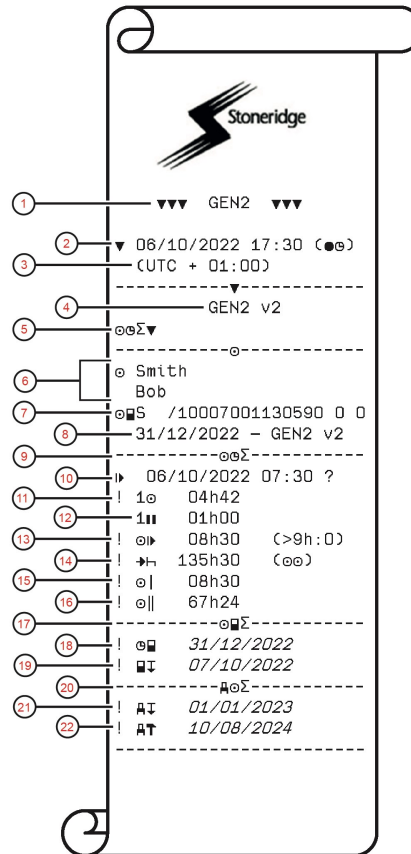 Stoneridge
1 ▼▼▼ GEN2 ▼▼▼
2 ▼ 06/10/2022 17:30 (●◷)
3 (UTC + 01:00)
4 GEN2 v2
5 ⊙◷Σ▼
⊙
6 ⊙ Smith
Bob
7 ⊙■S /10007001130590 0 0
8 31/12/2022 - GEN2 v2
9 ⊙◷Σ
10 06/10/2022 07:30 ?
11 ! 1⊙ 04h42
12 1 01h00
13 ! ⊙ 08h30 (>9h:0)
14 ! 135h30 (⊙⊙)
15 ! ⊙| 08h30
16 ! ⊙|| 67h24
17 ⊙■Σ
18 ! ◷■ 31/12/2022
19 ! ■ 07/10/2022
20 ⊙Σ
21 ! 01/01/2023
22 ! 10/08/2024